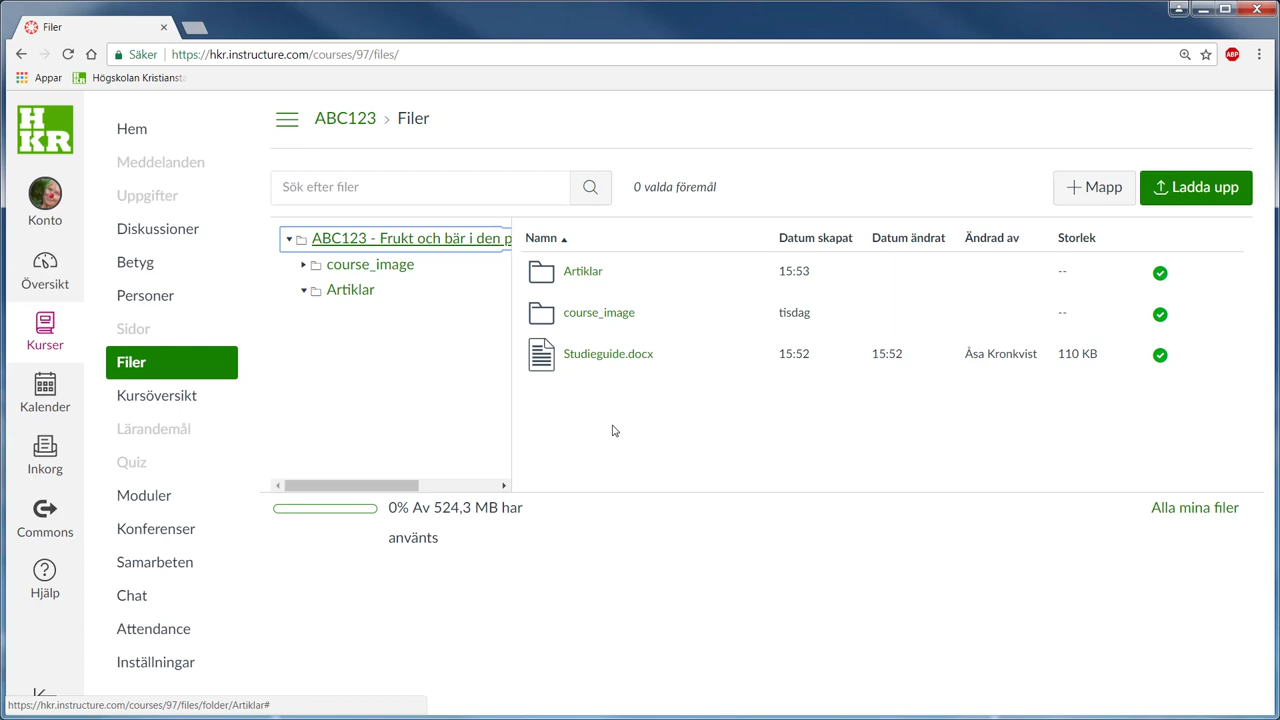 Filer
Säker
https://hkr.instructure.com/courses/97/files/
ABP
Appar
Högskolan Kristiansta
H
KR
Konto
Översikt
Kurser
Kalender
Inkorg
Commons
Hjälp
Hem
Meddelanden
Uppgifter
Diskussioner
Betyg
Personer
Sidor
Filer
Kursöversikt
Lärandemål
Quiz
Moduler
Konferenser
Samarbeten
Chat
Attendance
Inställningar
ABC123 › Filer
Sök efter filer
0 valda föremål
+ Mapp
Ladda upp
ABC123 - Frukt och bär i den p
course_image
Artiklar
Namn Datum skapat Datum ändrat Ändrad av Storlek
Artiklar 15:53 --
course_image tisdag --
Studieguide.docx 15:52 15:52 Åsa Kronkvist 110 KB
0% Av 524,3 MB har
använts
Alla mina filer
https://hkr.instructure.com/courses/97/files/folder/Artiklar#